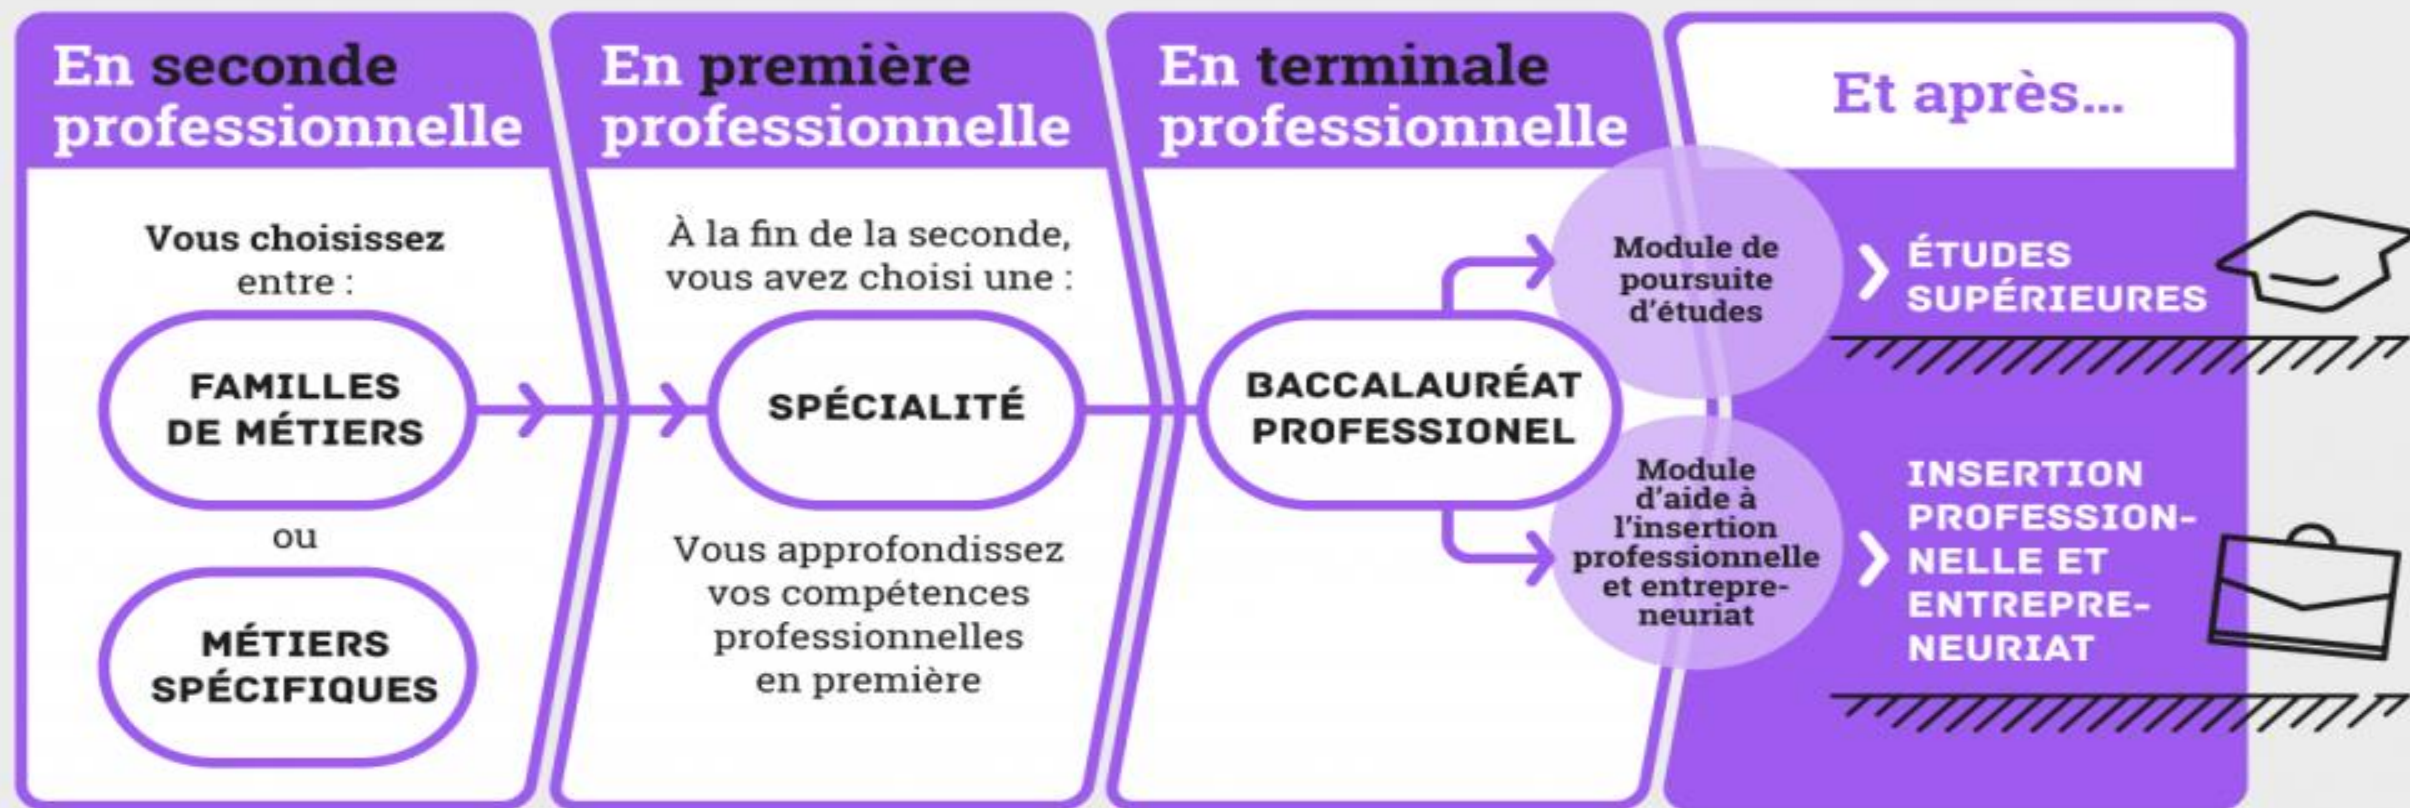 En seconde
professionnelle
Vous choisissez
entre :
FAMILLES
DE MÉTIERS
ou
MÉTIERS
SPÉCIFIQUES
En première
professionnelle
À la fin de la seconde,
vous avez choisi une :
SPÉCIALITÉ
Vous approfondissez
vos compétences
professionnelles
en première
En terminale
professionnelle
BACCALAURÉAT
PROFESSIONEL
Module de
poursuite
d'études
Module
d'aide à
l'insertion
professionnelle
et entrepre-
neuriat
Et après...
ÉTUDES
SUPÉRIEURES
INSERTION
PROFESSION-
NELLE ET
ENTREPRE-
NEURIAT